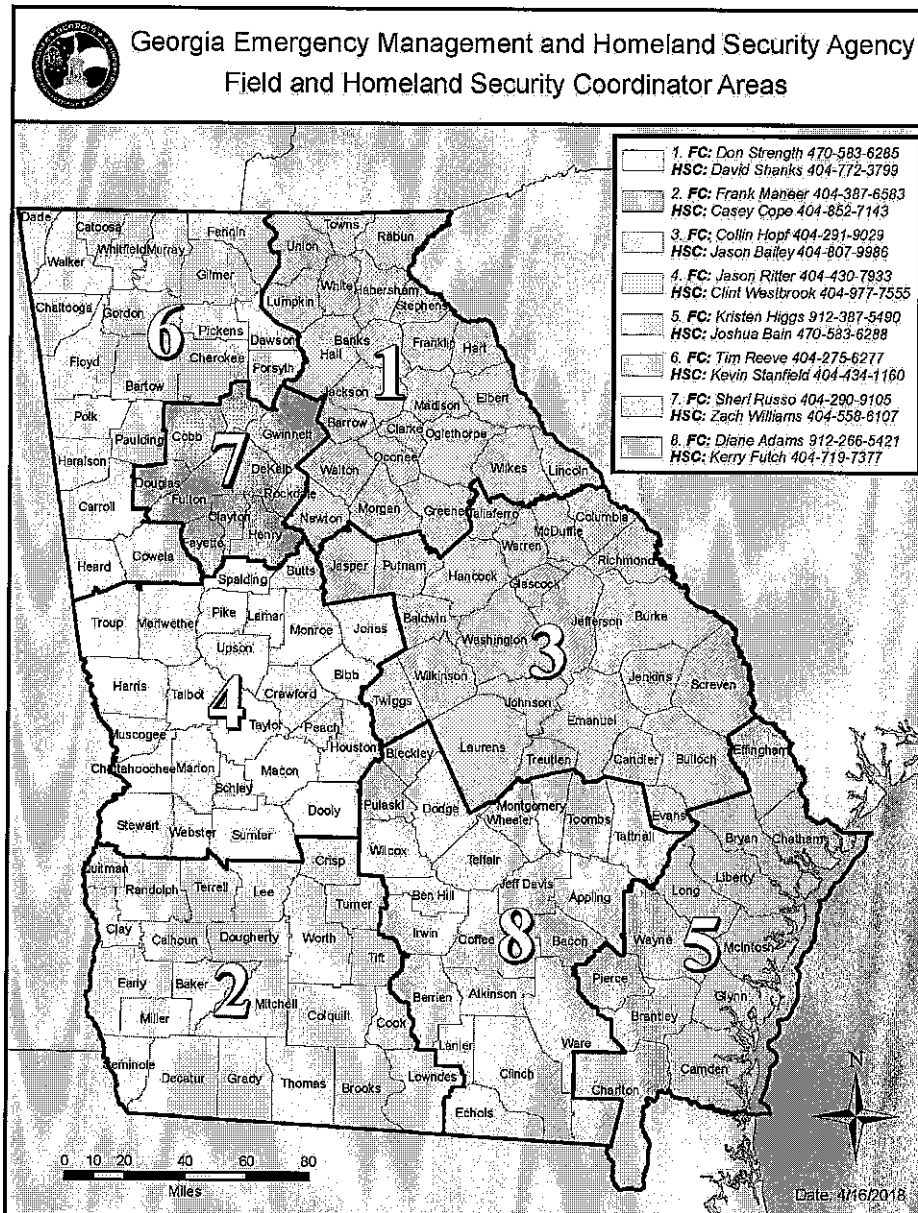 Georgia Emergency Management and Homeland Security Agency
Field and Homeland Security Coordinator Areas
1. FC: Don Strength 470-583-6285
HSC: David Shanks 404-772-3799
2. FC: Frank Maneer 404-387-6583
HSC: Casey Cope 404-852-7143
3. FC: Collin Hopf 404-291-9029
HSC: Jason Bailey 404-807-9986
4. FC: Jason Ritter 404-430-7933
HSC: Clint Westbrook 404-977-7555
5. FC: Kristen Higgs 912-387-5490
HSC: Joshua Bain 470-583-6288
6. FC: Tim Reeve 404-275-6277
HSC: Kevin Stanfield 404-434-1160
7. FC: Sheri Russo 404-290-9105
HSC: Zach Williams 404-558-6107
8. FC: Diane Adams 912-266-5421
HSC: Kerry Futch 404-719-7377
Dade
Catoosa
Fannin
Towns
Rabun
Union
Whitfield
Murray
Walker
Gilmer
White
Habersham
Lumpkin
Stephens
Chattooga
Gordon
Pickens
6
Dawson
Banks
Franklin
Hart
Floyd
Cherokee
Hall
1
Forsyth
Bartow
Jackson
Elbert
Madison
Polk
Cobb
Gwinnett
Barrow
Clarke
Oglethorpe
Paulding
7
Haralson
DeKalb
Oconee
Wilkes
Lincoln
Douglas
Walton
Fulton
Rockdale
Carroll
Clayton
Newton
Morgan
Greene
Taliaferro
Columbia
McDuffie
Fayette
Henry
Warren
Heard
Coweta
Butts
Jasper
Putnam
Richmond
Spalding
Hancock
Glascock
Troup
Meriwether
Pike
Lamar
Monroe
Jones
Baldwin
Jefferson
Burke
Upson
Washington
3
Bibb
Harris
Talbot
4
Crawford
Wilkinson
Jenkins
Screven
Twiggs
Johnson
Taylor
Peach
Emanuel
Muscogee
Houston
Laurens
Bleckley
Treutlen
Candler
Bulloch
Effingham
Chattahoochee
Marion
Macon
Schley
Pulaski
Dodge
Montgomery
Wheeler
Toombs
Evans
Stewart
Webster
Sumter
Dooly
Tattnall
Bryan
Chatham
Wilcox
Telfair
Crisp
Quitman
Randolph
Terrell
Lee
Ben Hill
Jeff Davis
Appling
Long
Liberty
Turner
Clay
Calhoun
Dougherty
Worth
Irwin
Coffee
8
Bacon
Wayne
5
McIntosh
Tift
Early
Baker
2
Mitchell
Berrien
Atkinson
Pierce
Glynn
Miller
Colquitt
Cook
Brantley
Lanier
Ware
Seminole
Decatur
Grady
Thomas
Brooks
Lowndes
Clinch
Charlton
Camden
Echols
N
0 10 20 40 60 80
Miles
Date: 4/16/2018